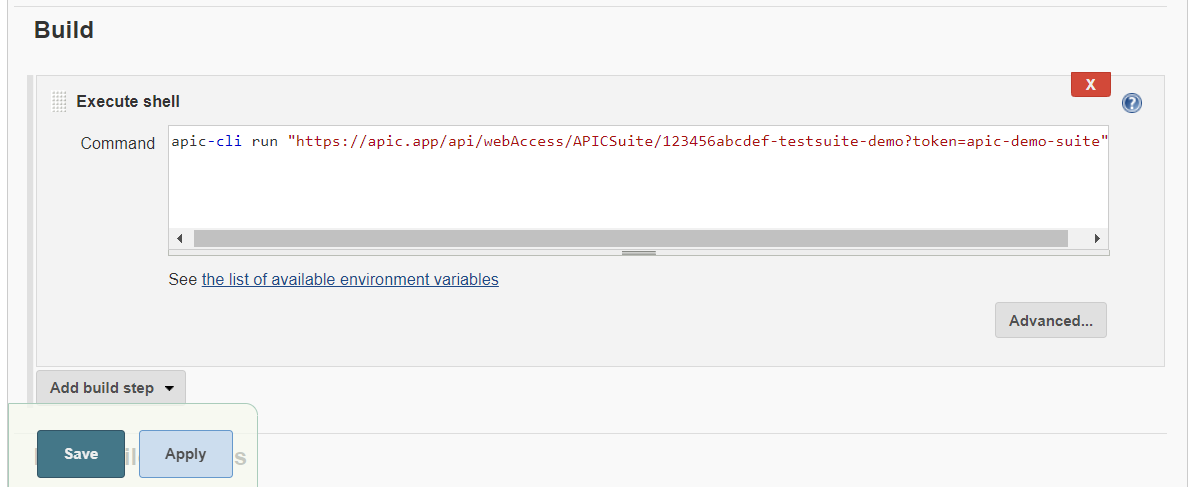 Build
X
Execute shell
Command
apic-cli run "https://apic.app/api/webAccess/APICSuite/123456abcdef-testsuite-demo?token=apic-demo-suite"
See the list of available environment variables
Advanced...
Add build step
Save
Apply